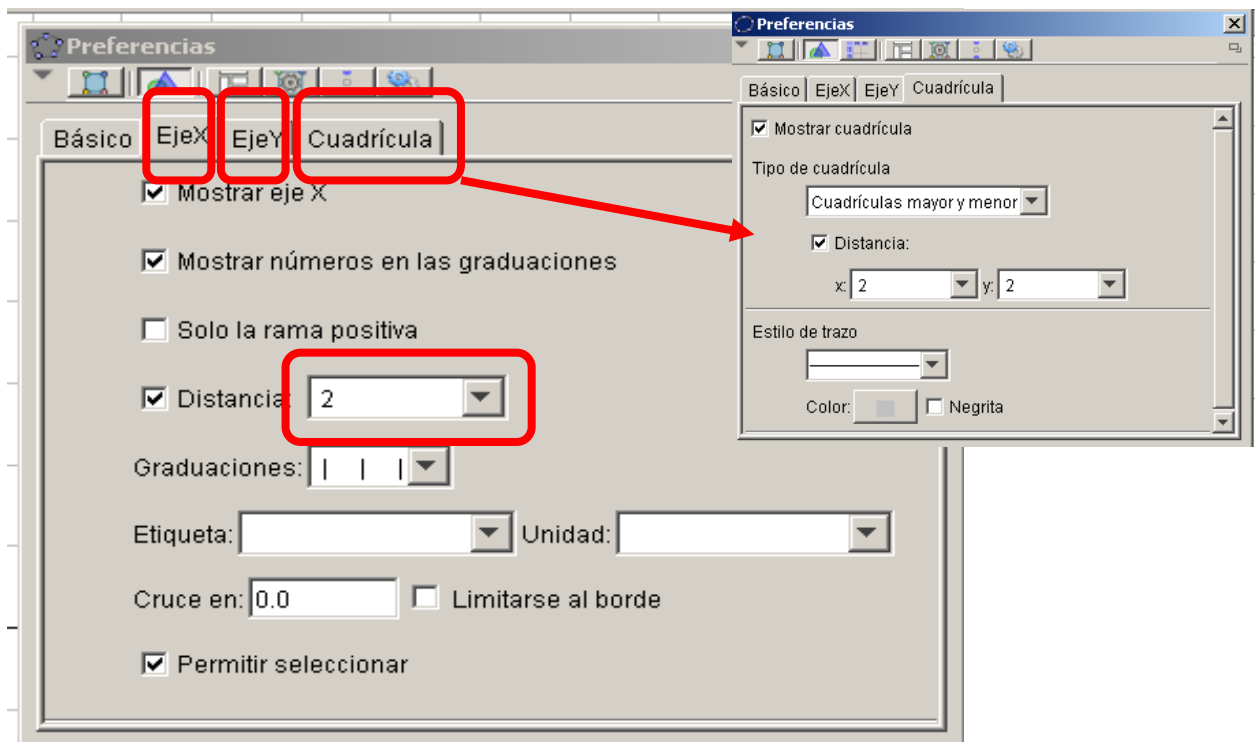 Preferencias
Básico EjeX EjeY Cuadrícula
Mostrar eje X
Mostrar números en las graduaciones
Solo la rama positiva
Distancia: 2
Graduaciones: | | |
Etiqueta: Unidad:
Cruce en: 0.0 Limitarse al borde
Permitir seleccionar
Preferencias
Básico EjeX EjeY Cuadrícula
Mostrar cuadrícula
Tipo de cuadrícula
Cuadrículas mayor y menor
Distancia:
x: 2 y: 2
Estilo de trazo
Color: Negrita